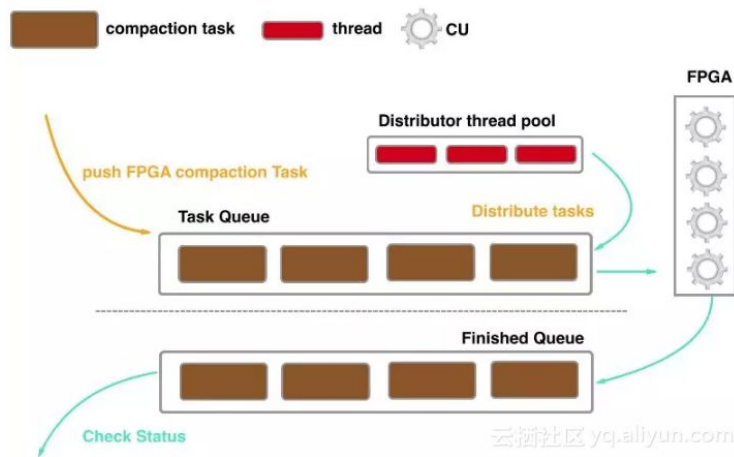 compaction task
thread
CU
FPGA
Distributor thread pool
push FPGA compaction Task
Distribute tasks
Task Queue
Finished Queue
Check Status
云栖社区 yq.aliyun.com